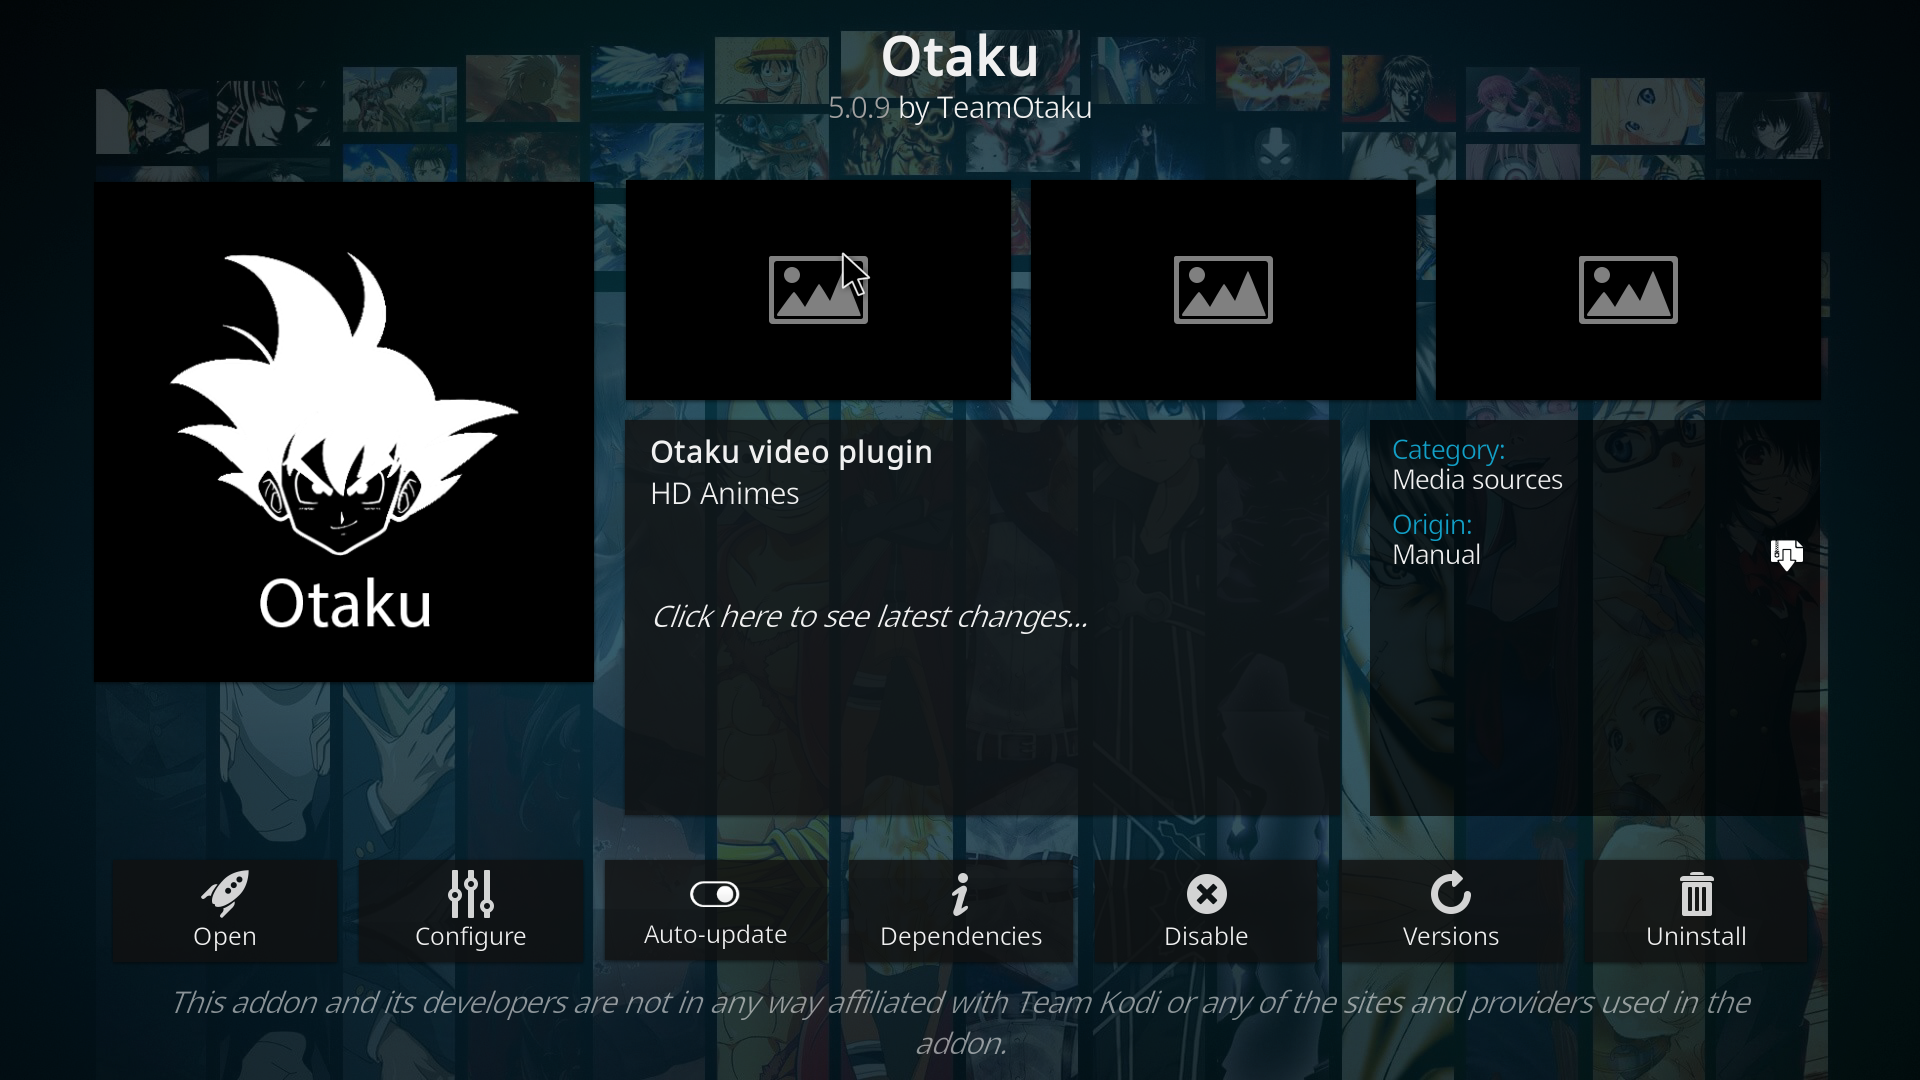 Otaku
5.0.9 by TeamOtaku
Otaku
Otaku video plugin
HD Animes
Click here to see latest changes...
Category:
Media sources
Origin:
Manual
Open
Configure
Auto-update
Dependencies
Disable
Versions
Uninstall
This addon and its developers are not in any way affiliated with Team Kodi or any of the sites and providers used in the
addon.